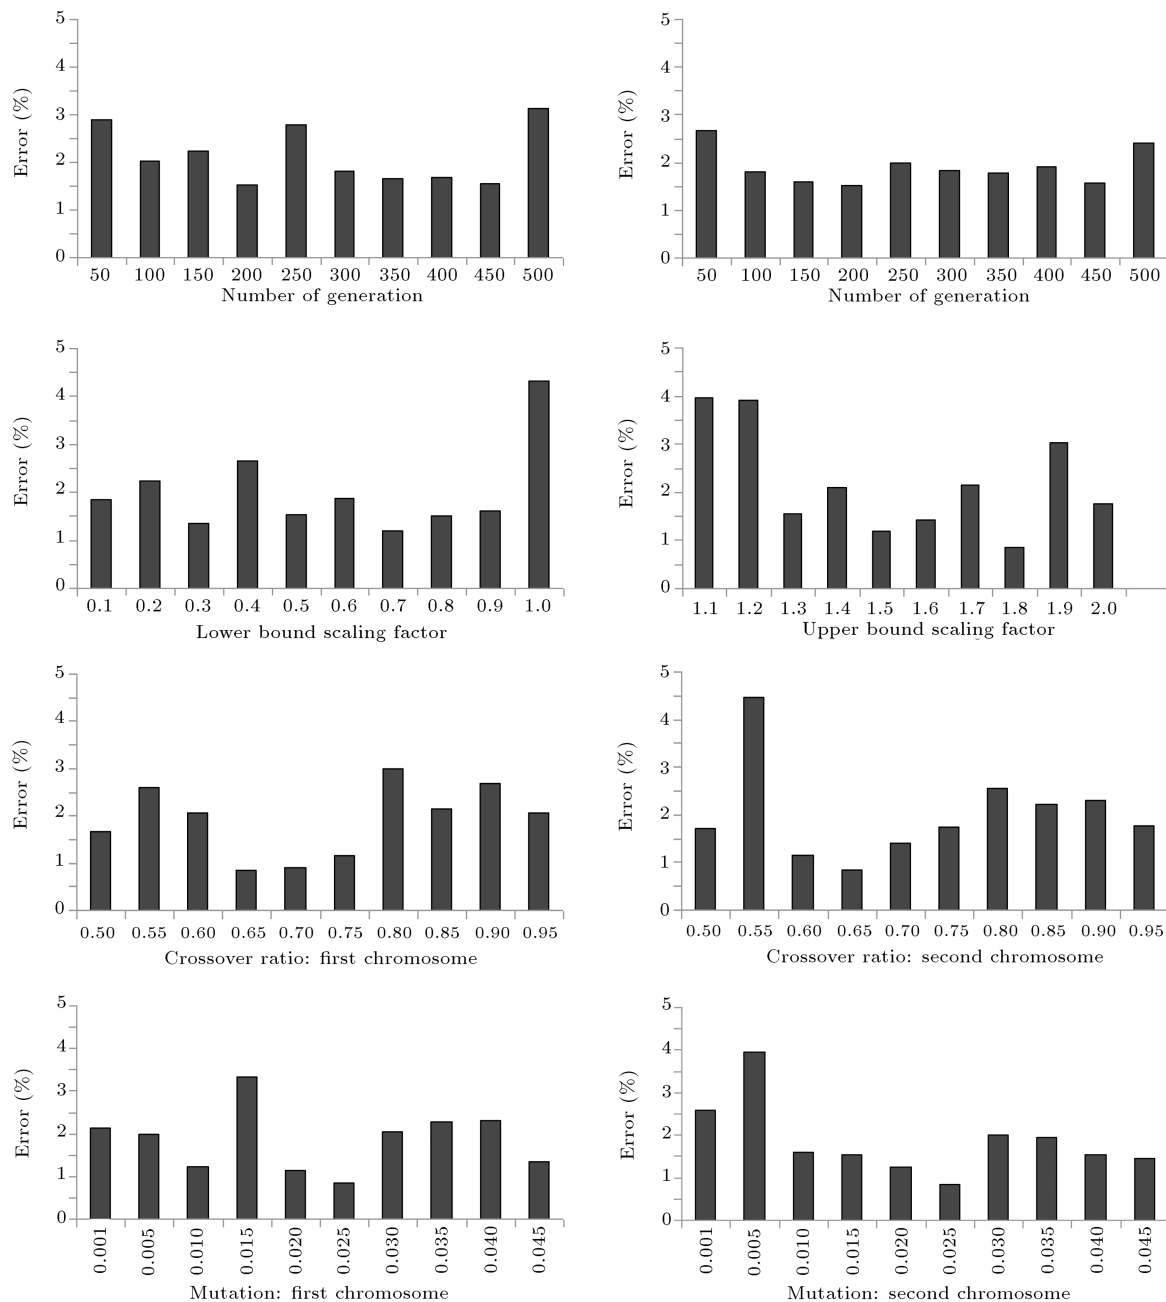 5
4
3
2
1
0
Error (%)
50 100 150 200 250 300 350 400 450 500
Number of generation
5
4
3
2
1
0
Error (%)
50 100 150 200 250 300 350 400 450 500
Number of generation
5
4
3
2
1
0
Error (%)
0.1 0.2 0.3 0.4 0.5 0.6 0.7 0.8 0.9 1.0
Lower bound scaling factor
5
4
3
2
1
0
Error (%)
1.1 1.2 1.3 1.4 1.5 1.6 1.7 1.8 1.9 2.0
Upper bound scaling factor
5
4
3
2
1
0
Error (%)
0.50 0.55 0.60 0.65 0.70 0.75 0.80 0.85 0.90 0.95
Crossover ratio: first chromosome
5
4
3
2
1
0
Error (%)
0.50 0.55 0.60 0.65 0.70 0.75 0.80 0.85 0.90 0.95
Crossover ratio: second chromosome
5
4
3
2
1
0
Error (%)
0.001 0.005 0.010 0.015 0.020 0.025 0.030 0.035 0.040 0.045
Mutation: first chromosome
5
4
3
2
1
0
Error (%)
0.001 0.005 0.010 0.015 0.020 0.025 0.030 0.035 0.040 0.045
Mutation: second chromosome